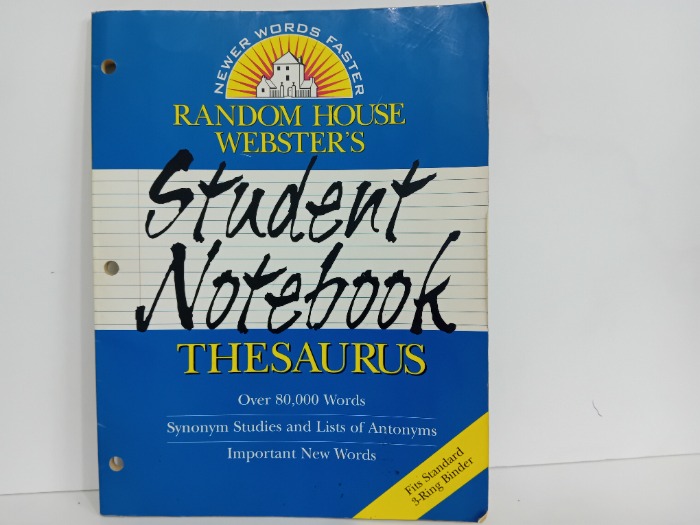 NEWER WORDS FASTER
RANDOM HOUSE
WEBSTER'S
Student
Notebook
THESAURUS
Over 80,000 Words
Synonym Studies and Lists of Antonyms
Important New Words
Fits Standard
3-Ring Binder